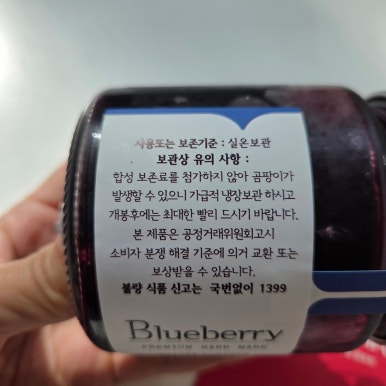 사용또는 보존기준 : 실온보관
보관상 유의 사항 :
합성 보존료를 첨가하지 않아 곰팡이가
발생할 수 있으니 가급적 냉장보관 하시고
개봉후에는 최대한 빨리 드시기 바랍니다.
본 제품은 공정거래위원회고시
소비자 분쟁 해결 기준에 의거 교환 또는
보상받을 수 있습니다.
불량 식품 신고는 국번없이 1399
Blueberry
PREMIUM HAND MADE